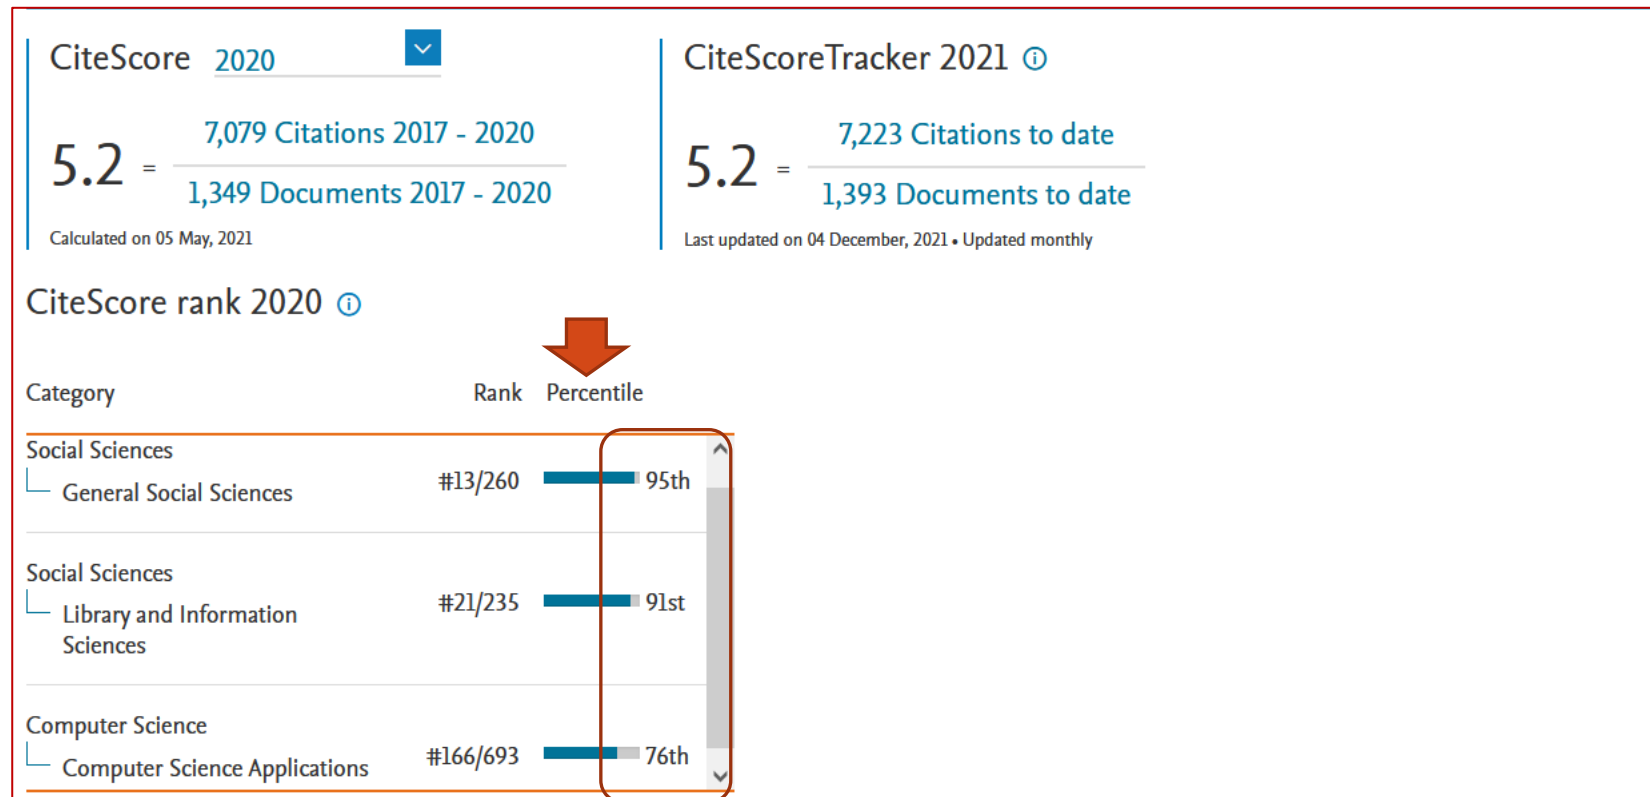 CiteScore 2020
5.2 =
7,079 Citations 2017 - 2020
1,349 Documents 2017 - 2020
Calculated on 05 May, 2021
CiteScoreTracker 2021
5.2 =
7,223 Citations to date
1,393 Documents to date
Last updated on 04 December, 2021 • Updated monthly
CiteScore rank 2020
Category Rank Percentile
Social Sciences
General Social Sciences #13/260 95th
Social Sciences
Library and Information #21/235 91st
Sciences
Computer Science
Computer Science Applications #166/693 76th